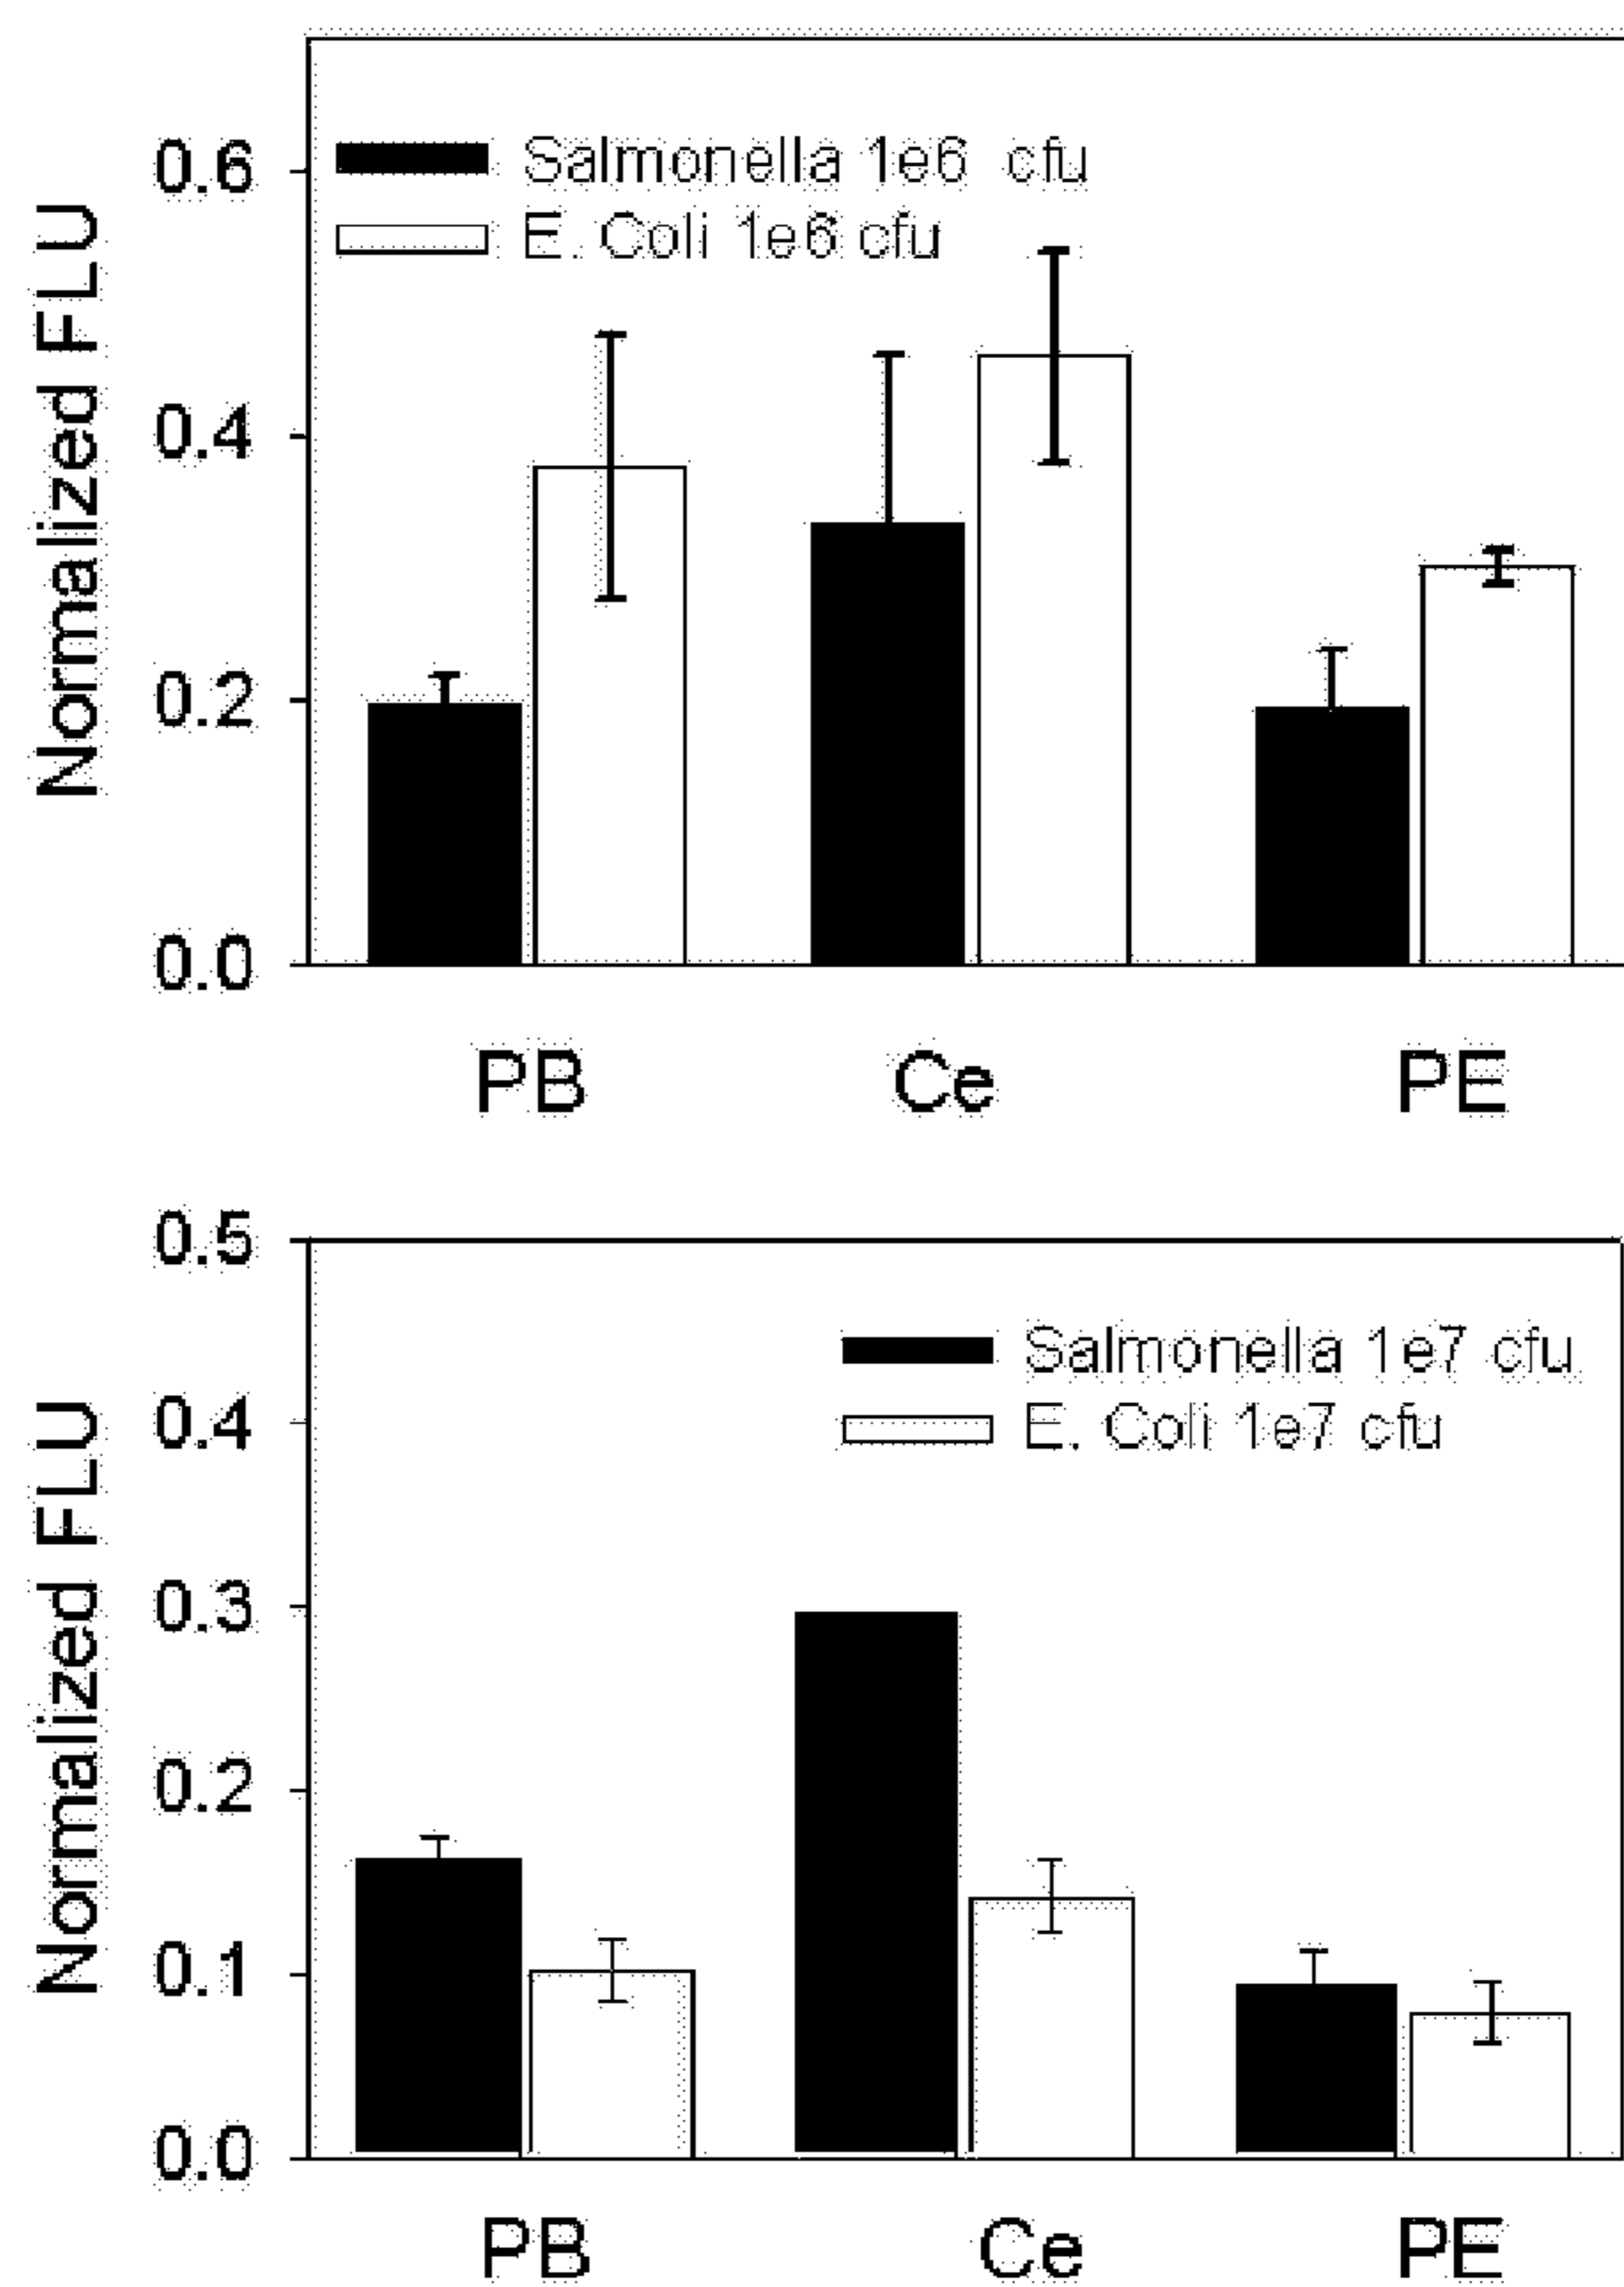 Normalized FLU
0.6
0.4
0.2
0.0
Salmonella 1e6 cfu
E. Coli 1e6 cfu
PB Ce PE
Normalized FLU
0.5
0.4
0.3
0.2
0.1
0.0
Salmonella 1e7 cfu
E. Coli 1e7 cfu
PB Ce PE